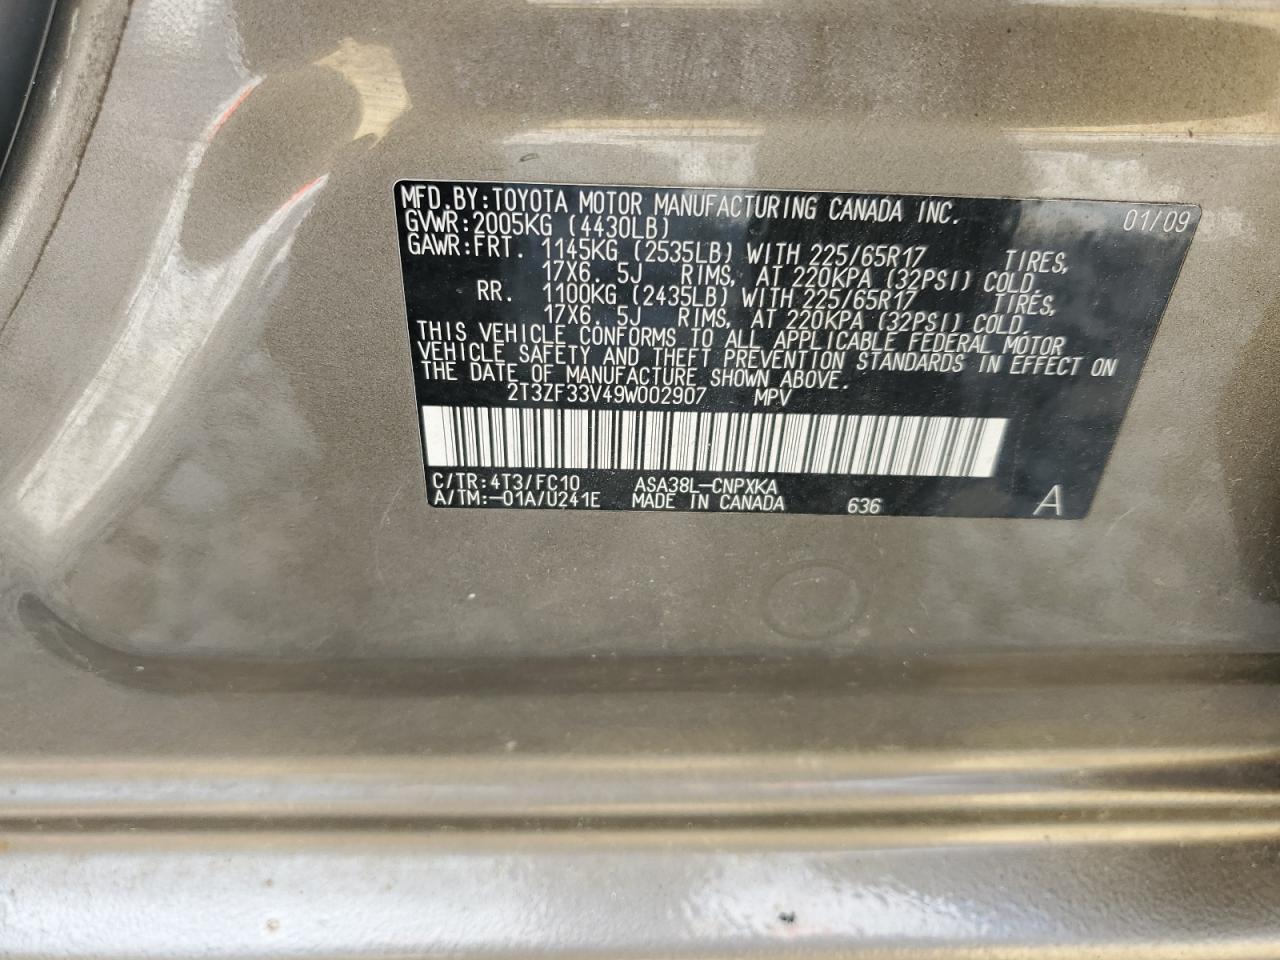 MFD.BY:TOYOTA MOTOR MANUFACTURING CANADA INC. 01/09
GVWR:2005KG (4430LB)
GAWR:FRT. 1145KG (2535LB) WITH 225/65R17 TIRES,
17X6. 5J RIMS, AT 220KPA (32PSI) COLD.
RR. 1100KG (2435LB) WITH 225/65R17 TIRES,
17X6. 5J RIMS, AT 220KPA (32PSI) COLD.
THIS VEHICLE CONFORMS TO ALL APPLICABLE FEDERAL MOTOR
VEHICLE SAFETY AND THEFT PREVENTION STANDARDS IN EFFECT ON
THE DATE OF MANUFACTURE SHOWN ABOVE.
2T3ZF33V49W002907 MPV
C/TR:4T3/FC10 ASA38L-CNPXKA
A/TM:-01A/U241E MADE IN CANADA 636 A